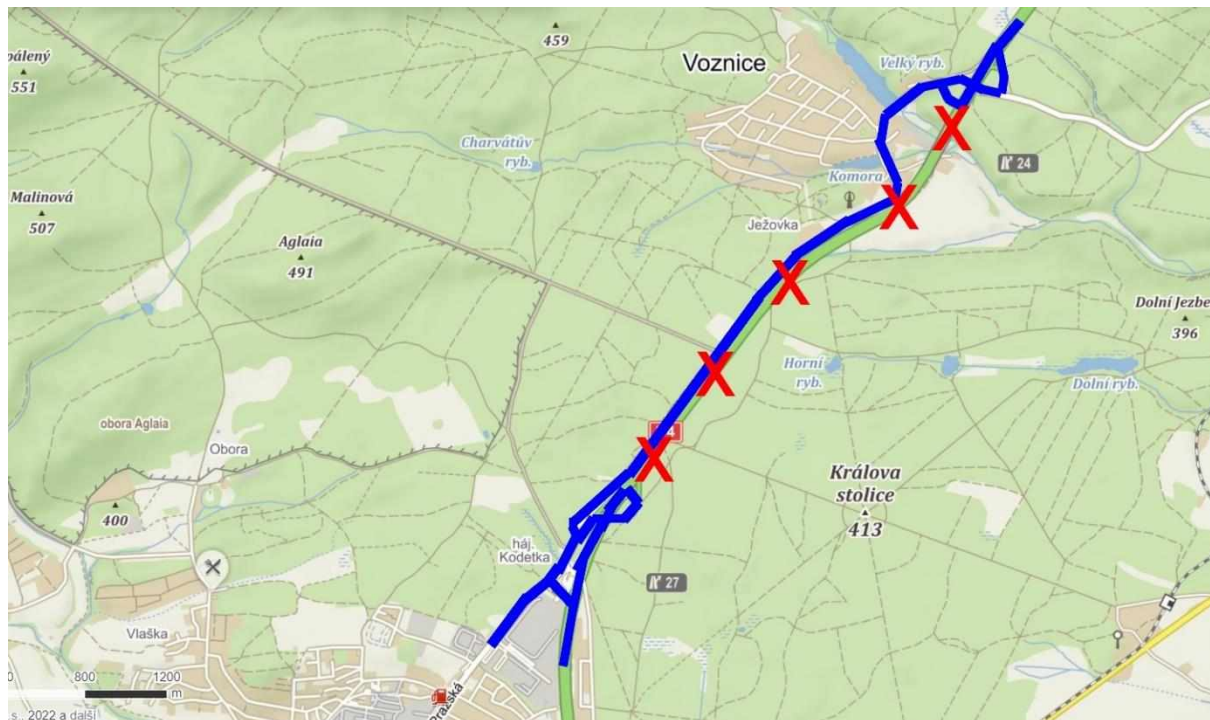 459
Voznice
Velký ryb.
pálený
551
Charvátův
ryb.
24
Komora
Malinová
507
Ježovka
Aglaia
491
Dolní Jezbe
396
Horní
ryb.
Dolní ryb.
obora Aglaia
Obora
Králova
stolice
413
400
háj.
Kodetka
27
Vlaška
0 800 1200
m
Pražská
s., 2022 a další